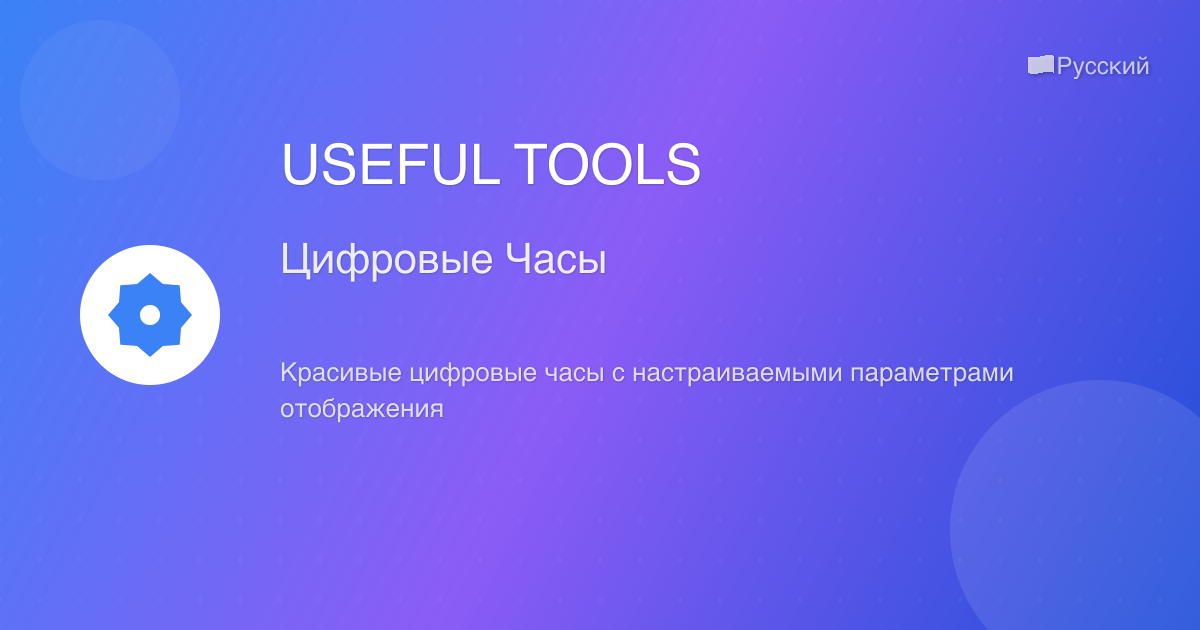 Русский
USEFUL TOOLS
Цифровые Часы
Красивые цифровые часы с настраиваемыми параметрами
отображения